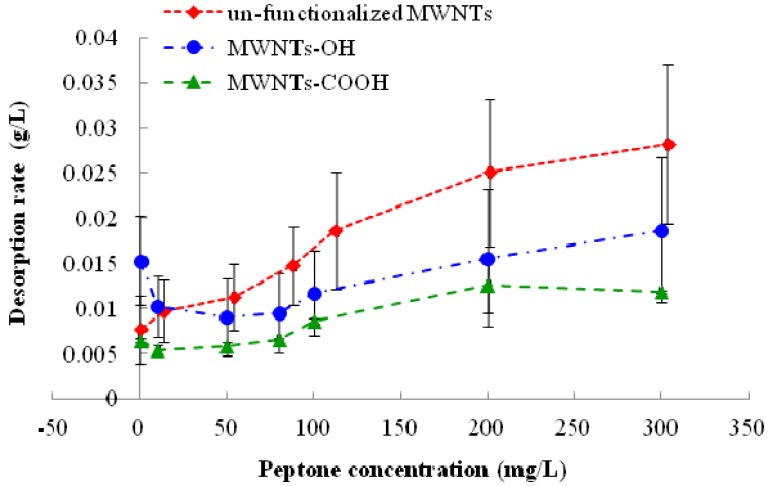 un-functionalized MWNTs
MWNTs-OH
MWNTs-COOH
Desorption rate (g/L)
0.04
0.035
0.03
0.025
0.02
0.015
0.01
0.005
0
-50 0 50 100 150 200 250 300 350
Peptone concentration (mg/L)